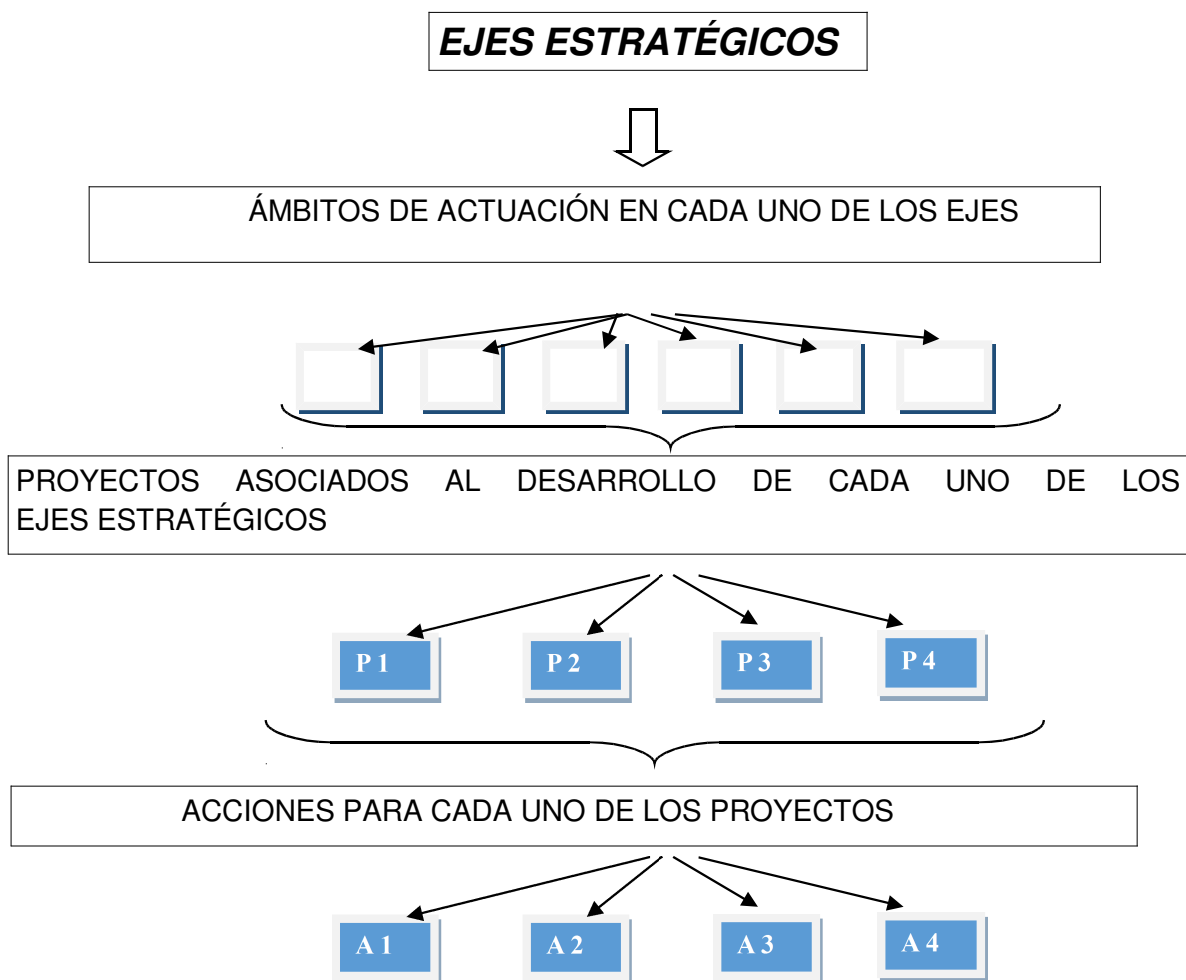 EJES ESTRATÉGICOS
ÁMBITOS DE ACTUACIÓN EN CADA UNO DE LOS EJES
PROYECTOS ASOCIADOS AL DESARROLLO DE CADA UNO DE LOS
EJES ESTRATÉGICOS
P 1
P 2
P 3
P 4
ACCIONES PARA CADA UNO DE LOS PROYECTOS
A 1
A 2
A 3
A 4